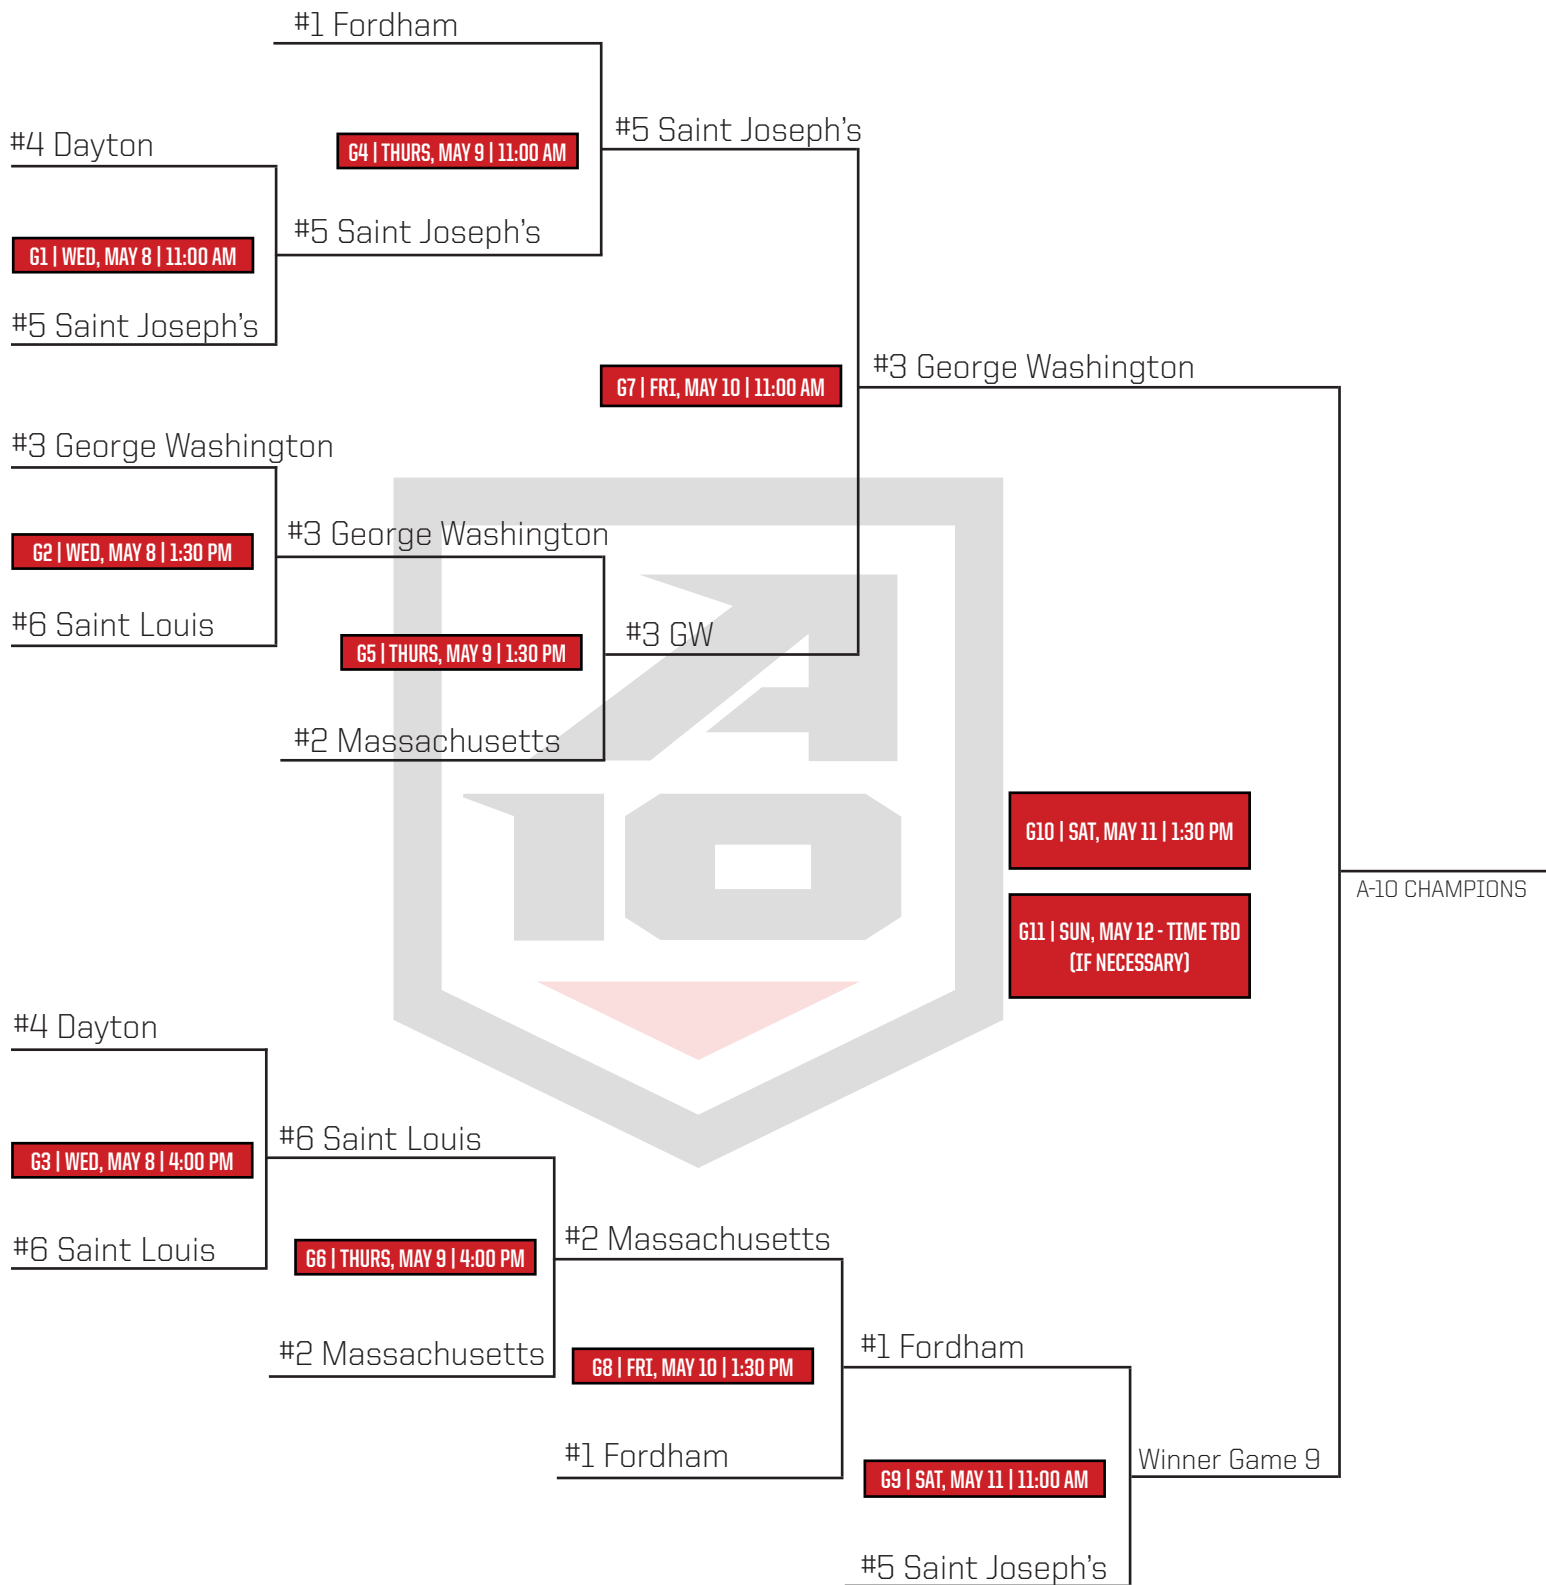 #1 Fordham
#5 Saint Joseph's
#4 Dayton
G4 | THURS, MAY 9 | 11:00 AM
#5 Saint Joseph's
G1 | WED, MAY 8 | 11:00 AM
#5 Saint Joseph's
#3 George Washington
G7 | FRI, MAY 10 | 11:00 AM
#3 George Washington
#3 George Washington
G2 | WED, MAY 8 | 1:30 PM
#6 Saint Louis
#3 GW
G5 | THURS, MAY 9 | 1:30 PM
#2 Massachusetts
A
10
G10 | SAT, MAY 11 | 1:30 PM
A-10 CHAMPIONS
G11 | SUN, MAY 12 - TIME TBD
(IF NECESSARY)
#4 Dayton
#6 Saint Louis
G3 | WED, MAY 8 | 4:00 PM
#2 Massachusetts
#6 Saint Louis
G6 | THURS, MAY 9 | 4:00 PM
#2 Massachusetts
#1 Fordham
G8 | FRI, MAY 10 | 1:30 PM
#1 Fordham
Winner Game 9
G9 | SAT, MAY 11 | 11:00 AM
#5 Saint Joseph's